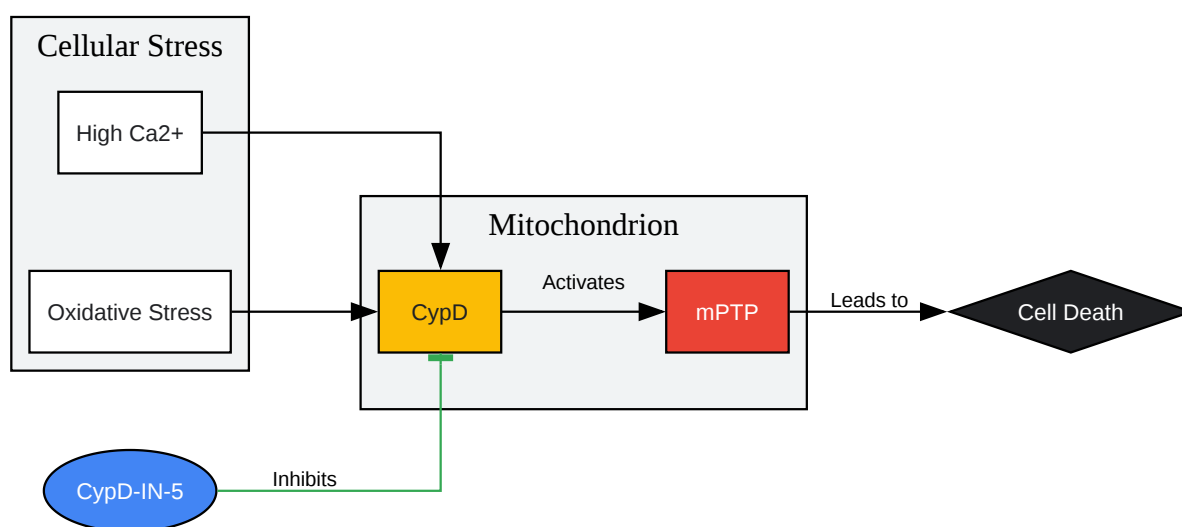 Cellular Stress
High Ca2+
Mitochondrion
Oxidative Stress
CypD
Activates
mPTP
Leads to
Cell Death
CypD-IN-5
Inhibits